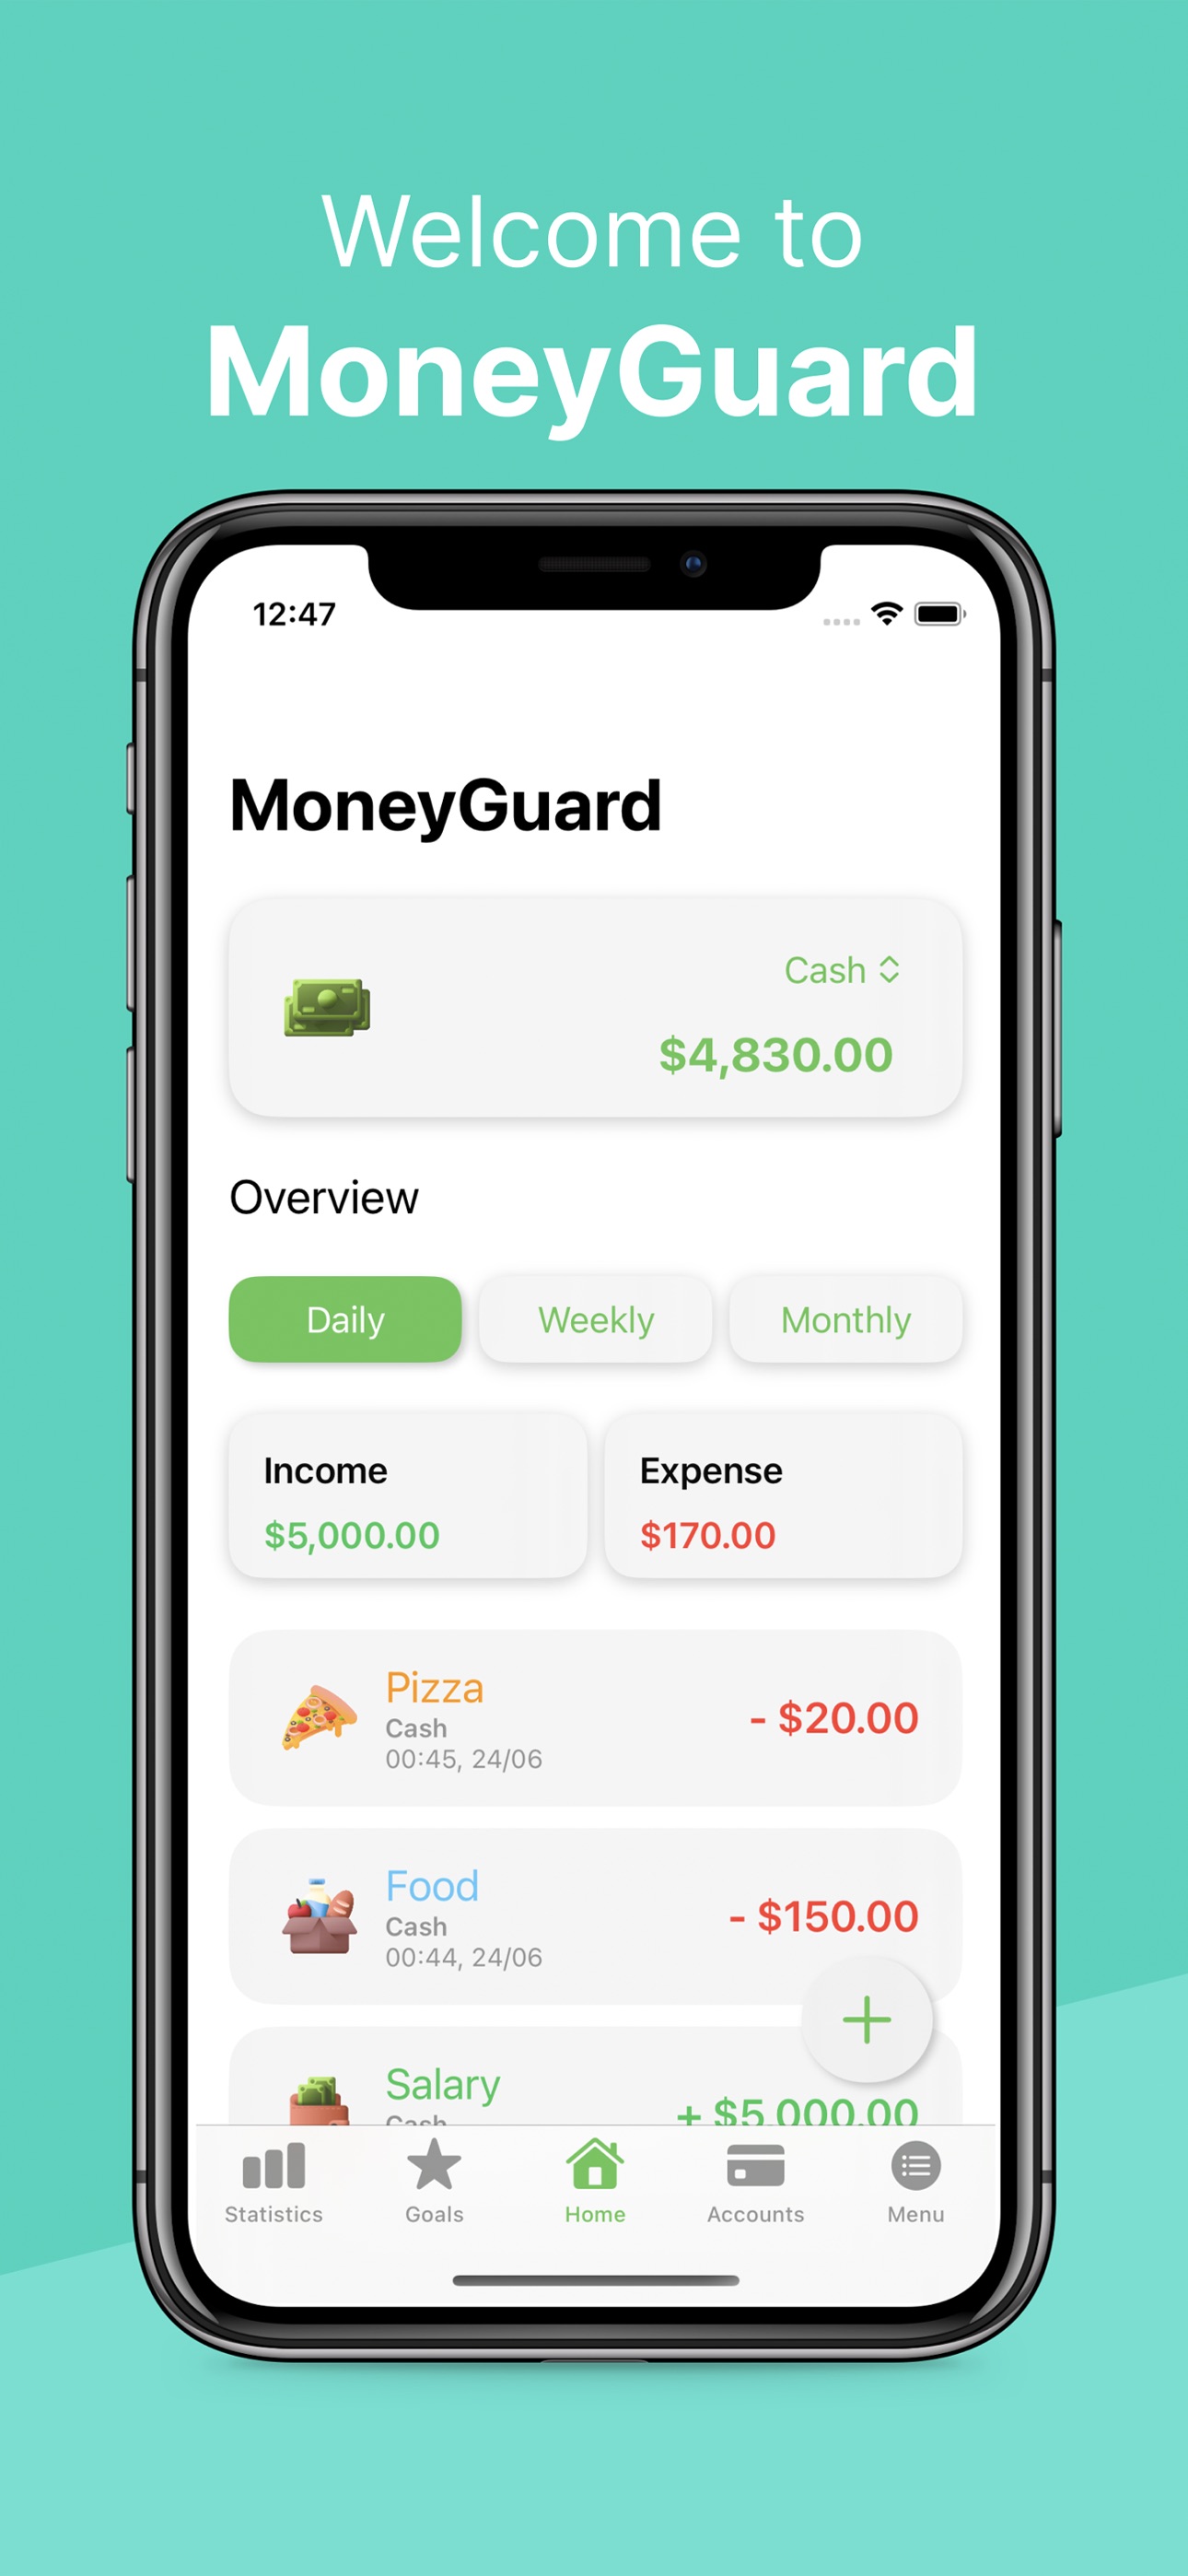 Welcome to
MoneyGuard
12:47
MoneyGuard
Cash
$4,830.00
Overview
Daily Weekly Monthly
Income Expense
$5,000.00 $170.00
Pizza
Cash
00:45, 24/06
- $20.00
Food
Cash
00:44, 24/06
- $150.00
Salary
Cash
+ $5,000.00
Statistics Goals Home Accounts Menu